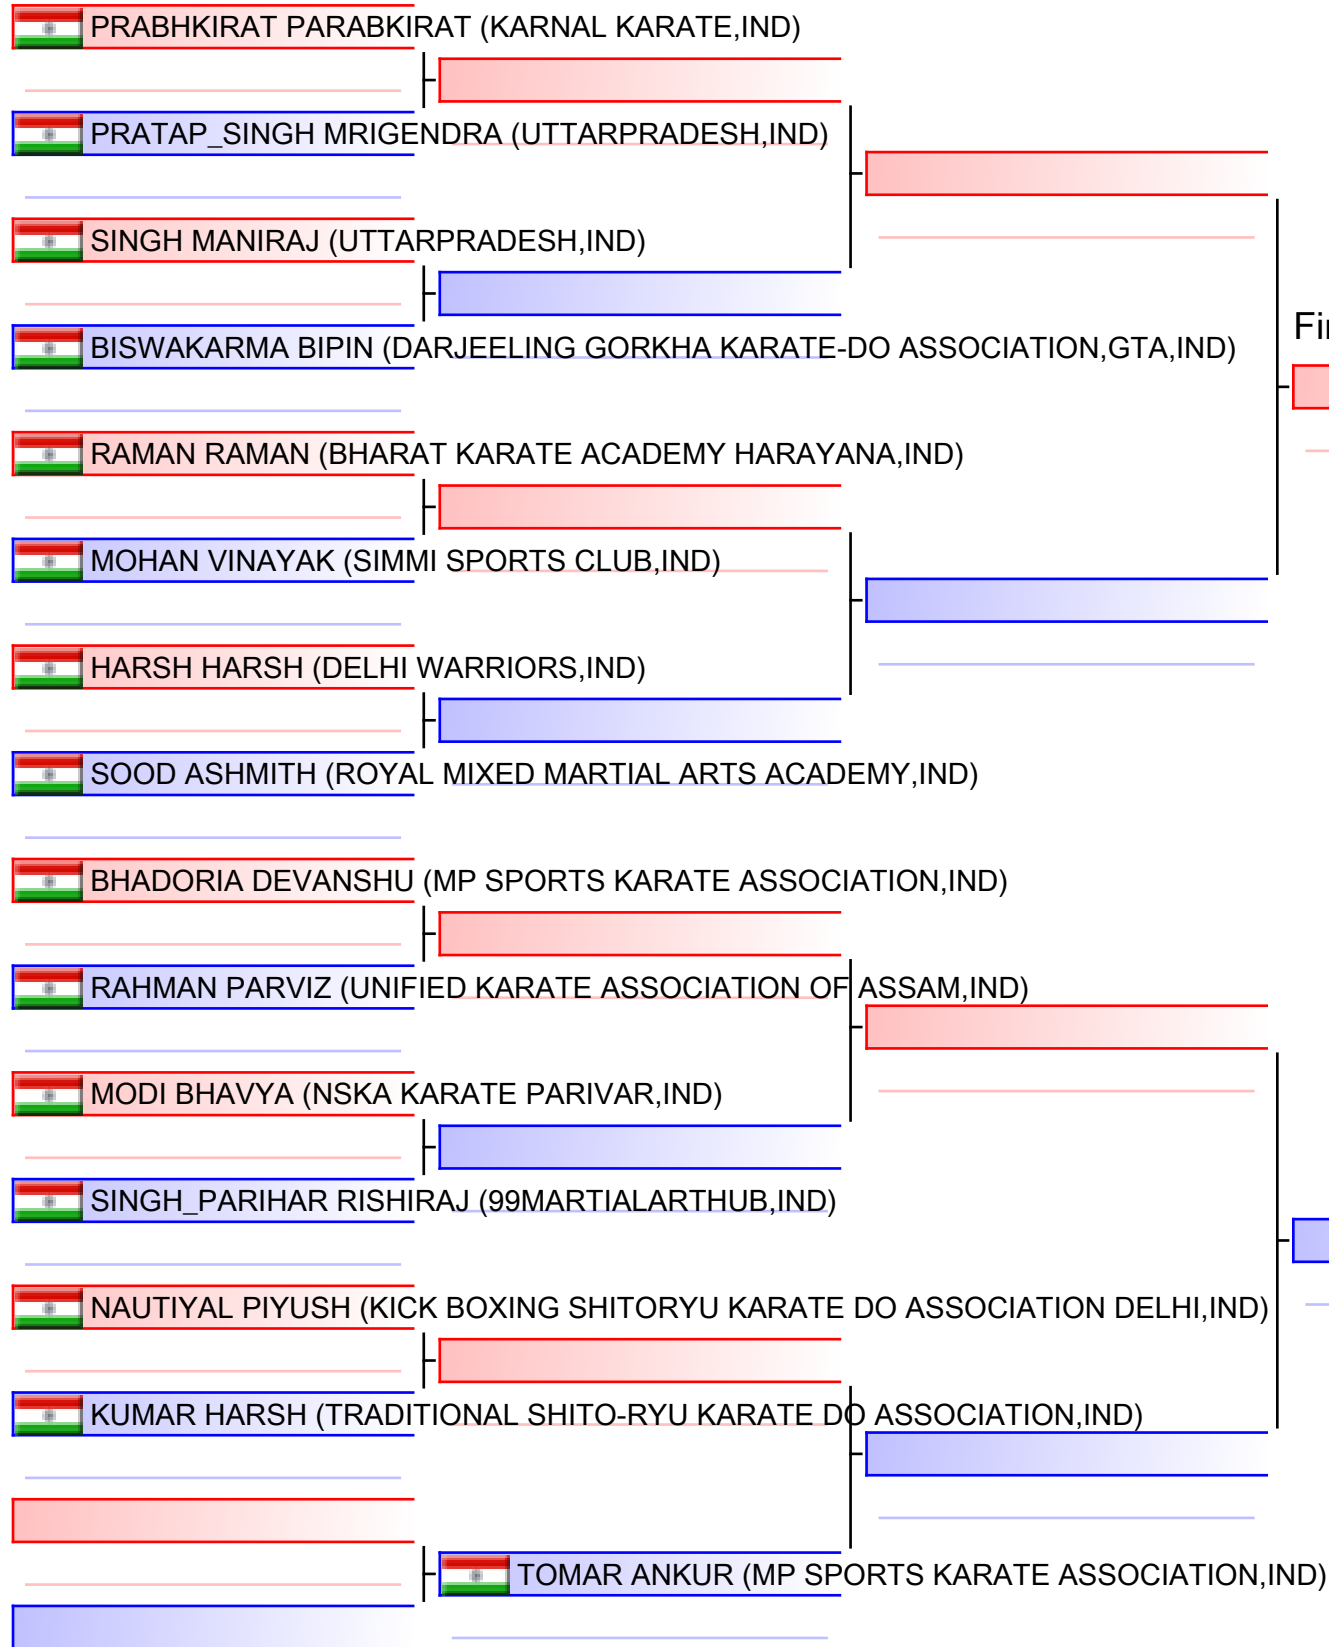 PRABHKIRAT PARABKIRAT (KARNAL KARATE,IND)
PRATAP_SINGH MRIGENDRA (UTTARPRADESH,IND)
SINGH MANIRAJ (UTTARPRADESH,IND)
BISWAKARMA BIPIN (DARJEELING GORKHA KARATE-DO ASSOCIATION,GTA,IND)
RAMAN RAMAN (BHARAT KARATE ACADEMY HARAYANA,IND)
MOHAN VINAYAK (SIMMI SPORTS CLUB,IND)
HARSH HARSH (DELHI WARRIORS,IND)
SOOD ASHMITH (ROYAL MIXED MARTIAL ARTS ACADEMY,IND)
BHADORIA DEVANSHU (MP SPORTS KARATE ASSOCIATION,IND)
RAHMAN PARVIZ (UNIFIED KARATE ASSOCIATION OF ASSAM,IND)
MODI BHAVYA (NSKA KARATE PARIVAR,IND)
SINGH_PARIHAR RISHIRAJ (99MARTIALARTHUB,IND)
NAUTIYAL PIYUSH (KICK BOXING SHITORYU KARATE DO ASSOCIATION DELHI,IND)
KUMAR HARSH (TRADITIONAL SHITO-RYU KARATE DO ASSOCIATION,IND)
TOMAR ANKUR (MP SPORTS KARATE ASSOCIATION,IND)